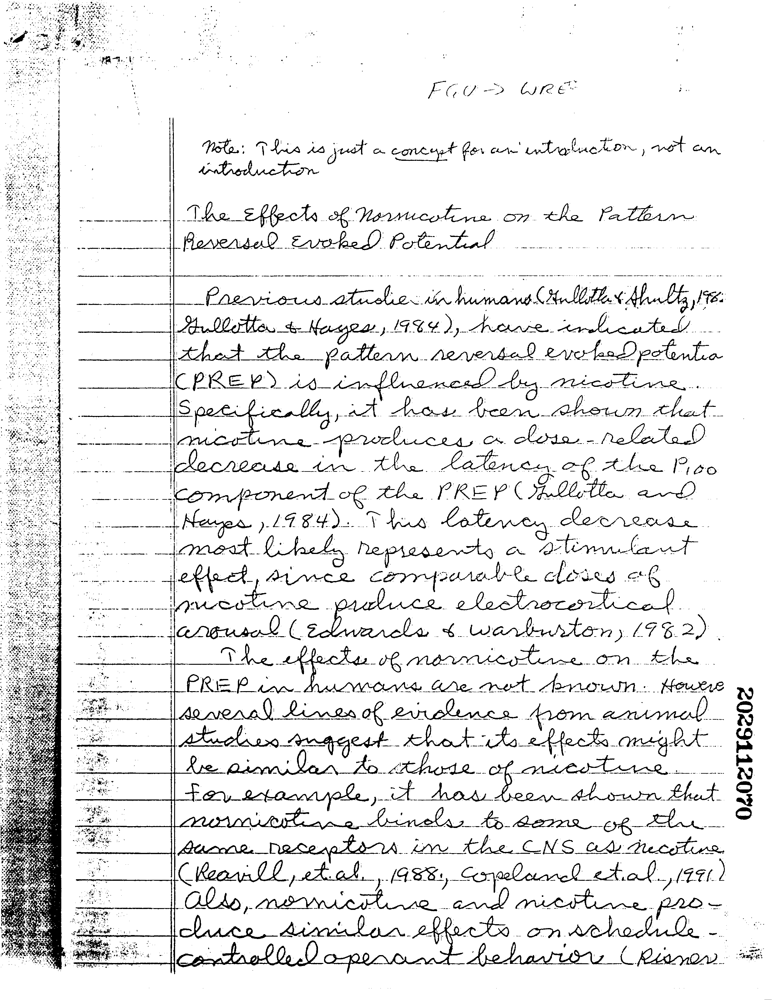 FGU -> WRE
Note: This is just a concept for an introduction, not an
introduction
The Effects of Nornicotine on the Pattern
Reversal Evoked Potential
Previous studie in humans (Gullotta & Shultz, 198
Gullotta & Hayes, 1984), have indicated
that the pattern reversal evoked potentia
(PREP) is influenced by nicotine.
Specifically, it has been shown that
nicotine produces a dose-related
decrease in the latency of the P100
component of the PREP (Gullotta and
Hayes, 1984). This latency decrease
most likely represents a stimulant
effect, since comparable doses of
nicotine produce electrocortical
arousal (Edwards & Warburton, 1982).
The effects of nornicotine on the
PREP in humans are not known. Howeve
several lines of evidence from animal
studies suggest that its effects might
be similar to those of nicotine.
For example, it has been shown that
nornicotine binds to some of the
same receptors in the CNS as nicotine
(Reavill, et.al., 1988; Copeland et.al., 1991)
Also, nornicotine and nicotine pro-
duce similar effects on schedule-
controlled operant behavior (Risner
2029112070